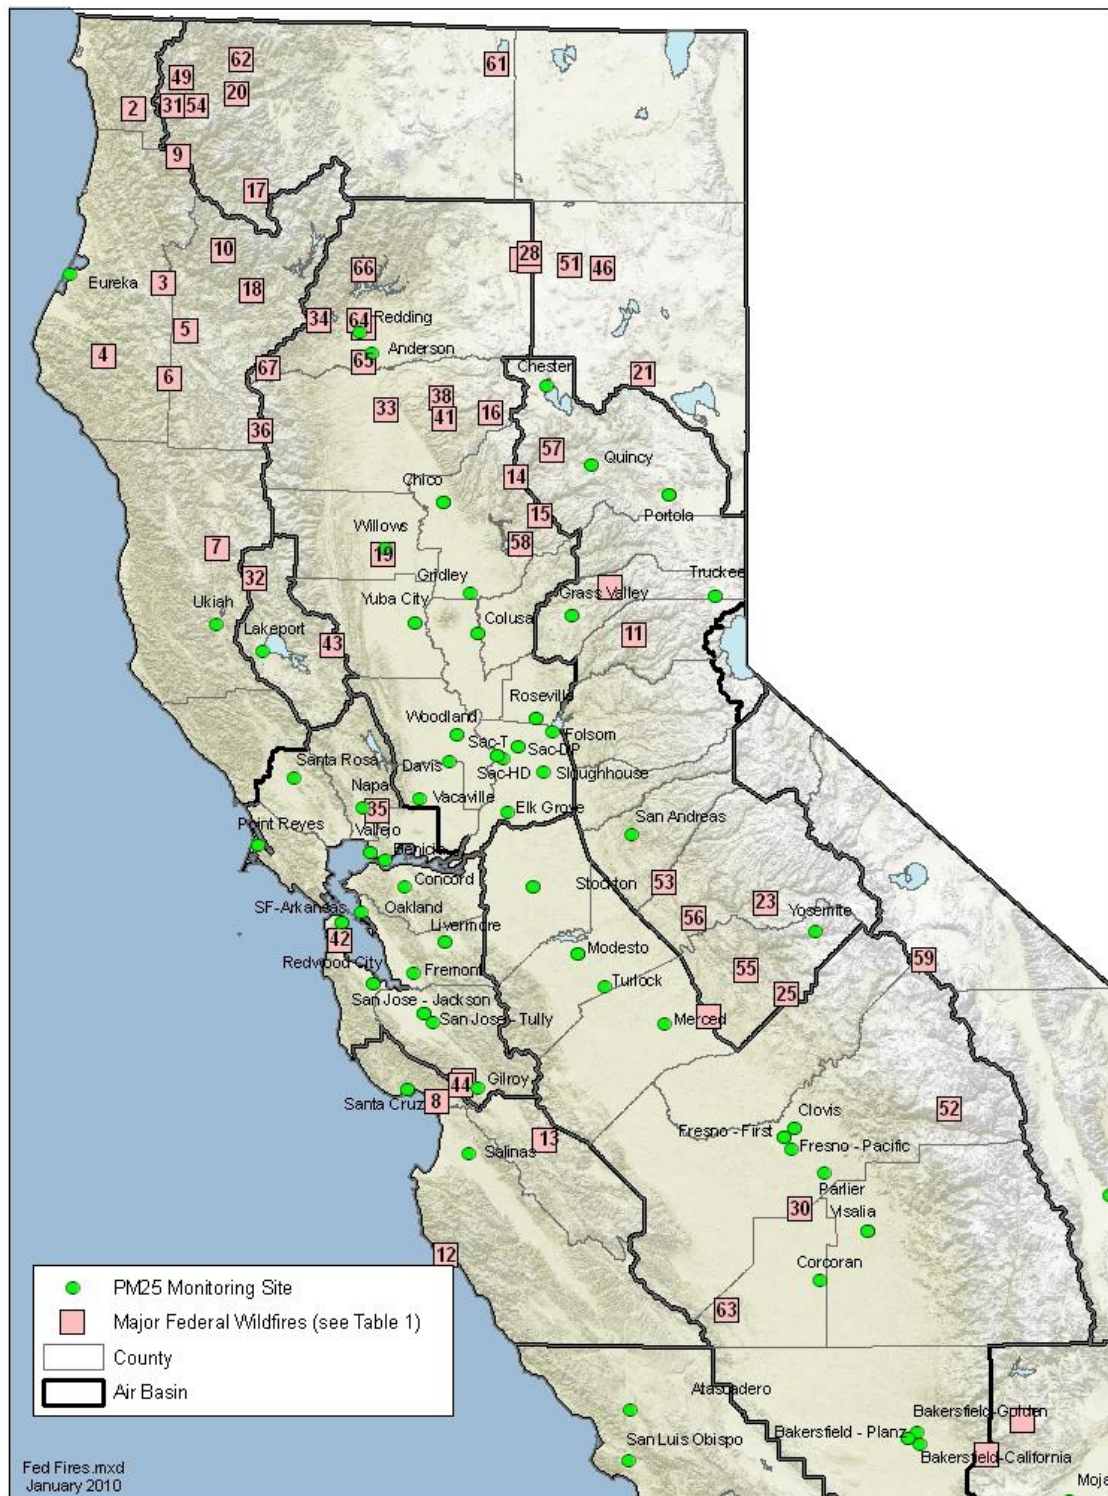 62
61
49
20
2
31
54
9
17
10
28
51
46
66
3
18
Eureka
34
64
Redding
5
Anderson
4
65
67
6
Chester
21
38
33
41
16
36
57
Quincy
14
Chico
Portola
15
Willows
7
19
58
32
Gridley
Truckee
Grass Valley
Yuba City
Ukiah
Colusa
11
Lakeport
43
Roseville
Woodland
Sac-T
Folsom
Sac-DP
Davis
Sac-HD
Sloughhouse
Santa Rosa
Napa
Vacaville
35
Elk Grove
Point Reyes
Vallejo
San Andreas
Benicia
Concord
Stockton
53
23
SF-Arkansas
Oakland
56
Yosemite
Livermore
42
Modesto
Redwood City
Fremont
59
55
Turlock
San Jose - Jackson
25
San Jose - Tully
Merced
44
Gilroy
Santa Cruz
8
52
Clovis
Fresno - First
13
Fresno - Pacific
Salinas
Parlier
30
Visalia
12
Corcoran
63
PM25 Monitoring Site
Major Federal Wildfires (see Table 1)
County
Air Basin
Atascadero
Bakersfield-Golden
Bakersfield - Planz
San Luis Obispo
Bakersfield-California
Fed Fires.mxd
January 2010
Moja